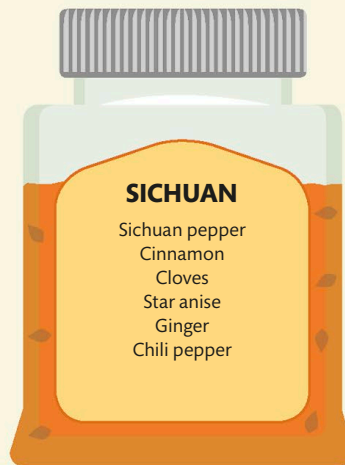 SICHUAN
Sichuan pepper
Cinnamon
Cloves
Star anise
Ginger
Chili pepper